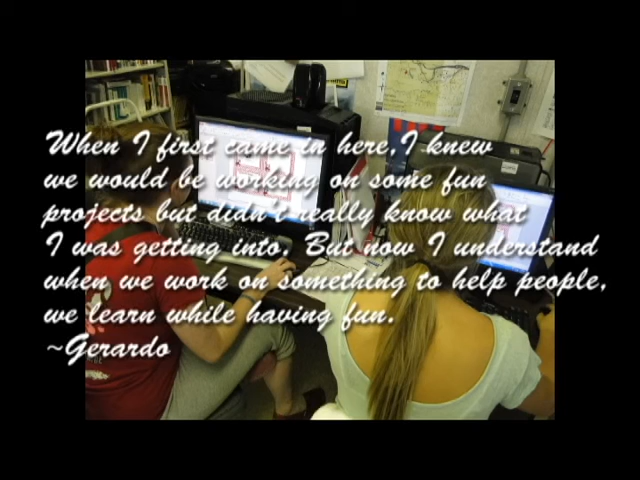 When I first came in here,I knew
we would be working on some fun
projects but didn't really know what
I was getting into. But now I understand
when we work on something to help people,
we learn while having fun.
~Gerardo